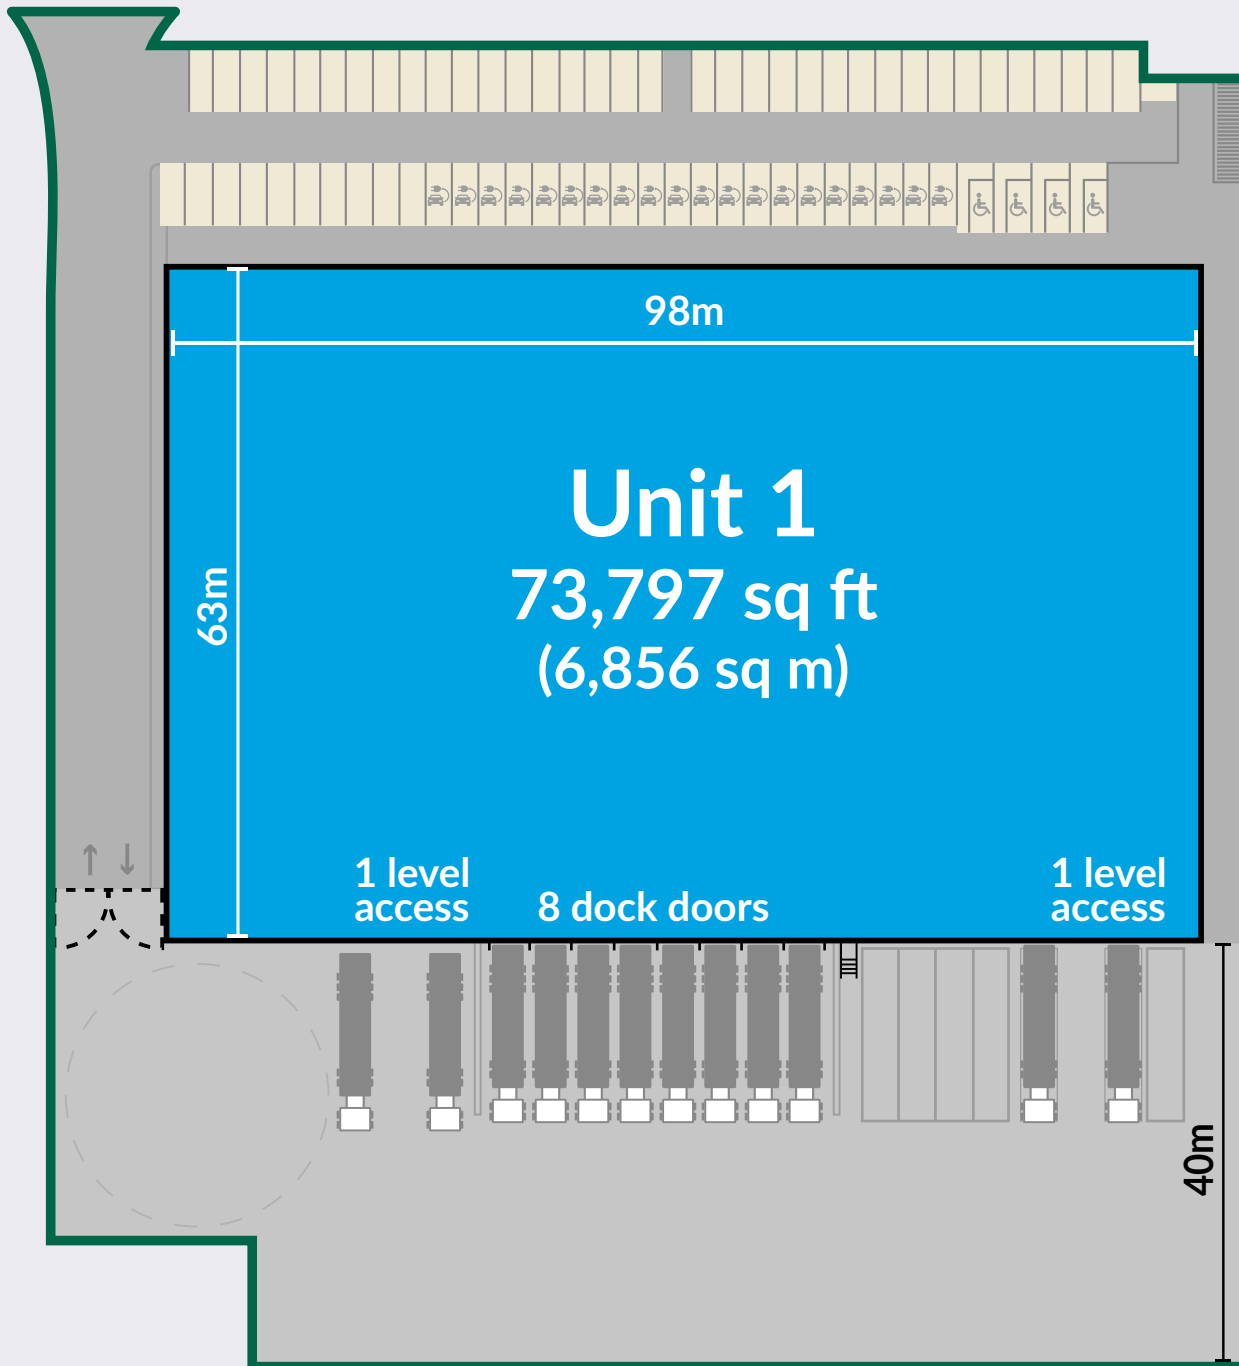 98m
63m
Unit 1
73,797 sq ft
(6,856 sq m)
1 level
access
8 dock doors
1 level
access
40m